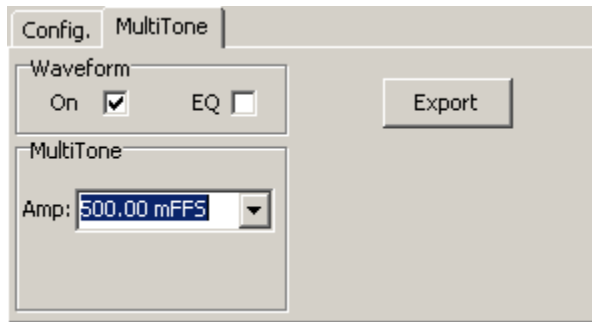 Config. MultiTone
Waveform
On EQ Export
MultiTone
Amp: 500.00 mFFS